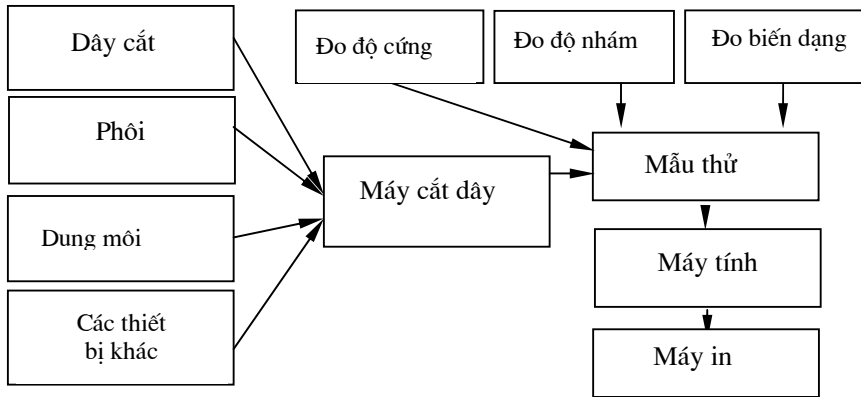 Dây cắt
Phôi
Dung môi
Các thiết
bị khác
Máy cắt dây
Đo độ cứng
Đo độ nhám
Đo biến dạng
Mẫu thử
Máy tính
Máy in